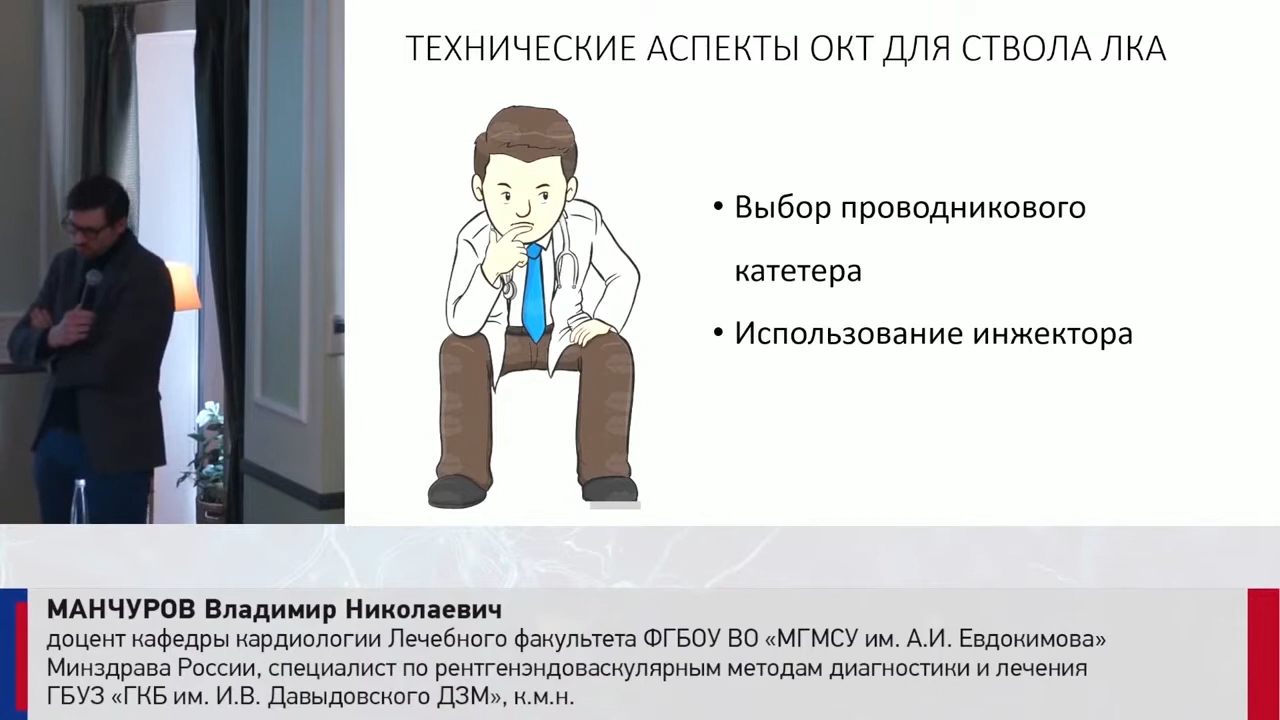 ТЕХНИЧЕСКИЕ АСПЕКТЫ ОКТ ДЛЯ СТВОЛА ЛКА
• Выбор проводникового
катетера
• Использование инжектора
МАНЧУРОВ Владимир Николаевич
доцент кафедры кардиологии Лечебного факультета ФГБОУ ВО «МГМСУ им. А.И. Евдокимова»
Минздрава России, специалист по рентгенэндоваскулярным методам диагностики и лечения
ГБУЗ «ГКБ им. И.В. Давыдовского ДЗМ», к.м.н.